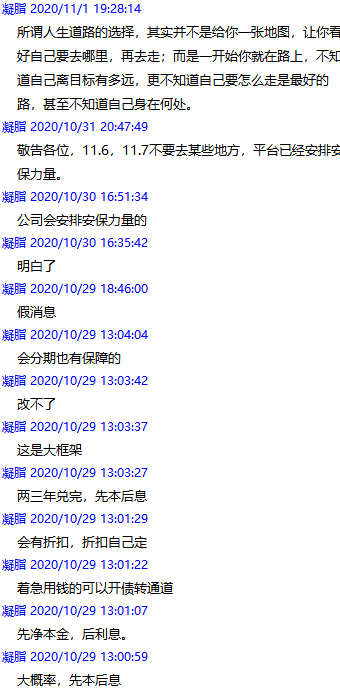 凝脂 2020/11/1 19:28:14
所谓人生道路的选择，其实并不是给你一张地图，让你看
好自己要去哪里，再去走；而是一开始你就在路上，不知
道自己离目标有多远，更不知道自己要怎么走是最好的
路，甚至不知道自己身在何处。
凝脂 2020/10/31 20:47:49
敬告各位，11.6，11.7不要去某些地方，平台已经安排安
保力量。
凝脂 2020/10/30 16:51:34
公司会安排安保力量的
凝脂 2020/10/30 16:35:42
明白了
凝脂 2020/10/29 18:46:00
假消息
凝脂 2020/10/29 13:04:04
会分期也有保障的
凝脂 2020/10/29 13:03:42
改不了
凝脂 2020/10/29 13:03:37
这是大框架
凝脂 2020/10/29 13:03:27
两三年兑完，先本后息
凝脂 2020/10/29 13:01:29
会有折扣，折扣自己定
凝脂 2020/10/29 13:01:22
着急用钱的可以开债转通道
凝脂 2020/10/29 13:01:07
先净本金，后利息。
凝脂 2020/10/29 13:00:59
大概率，先本后息